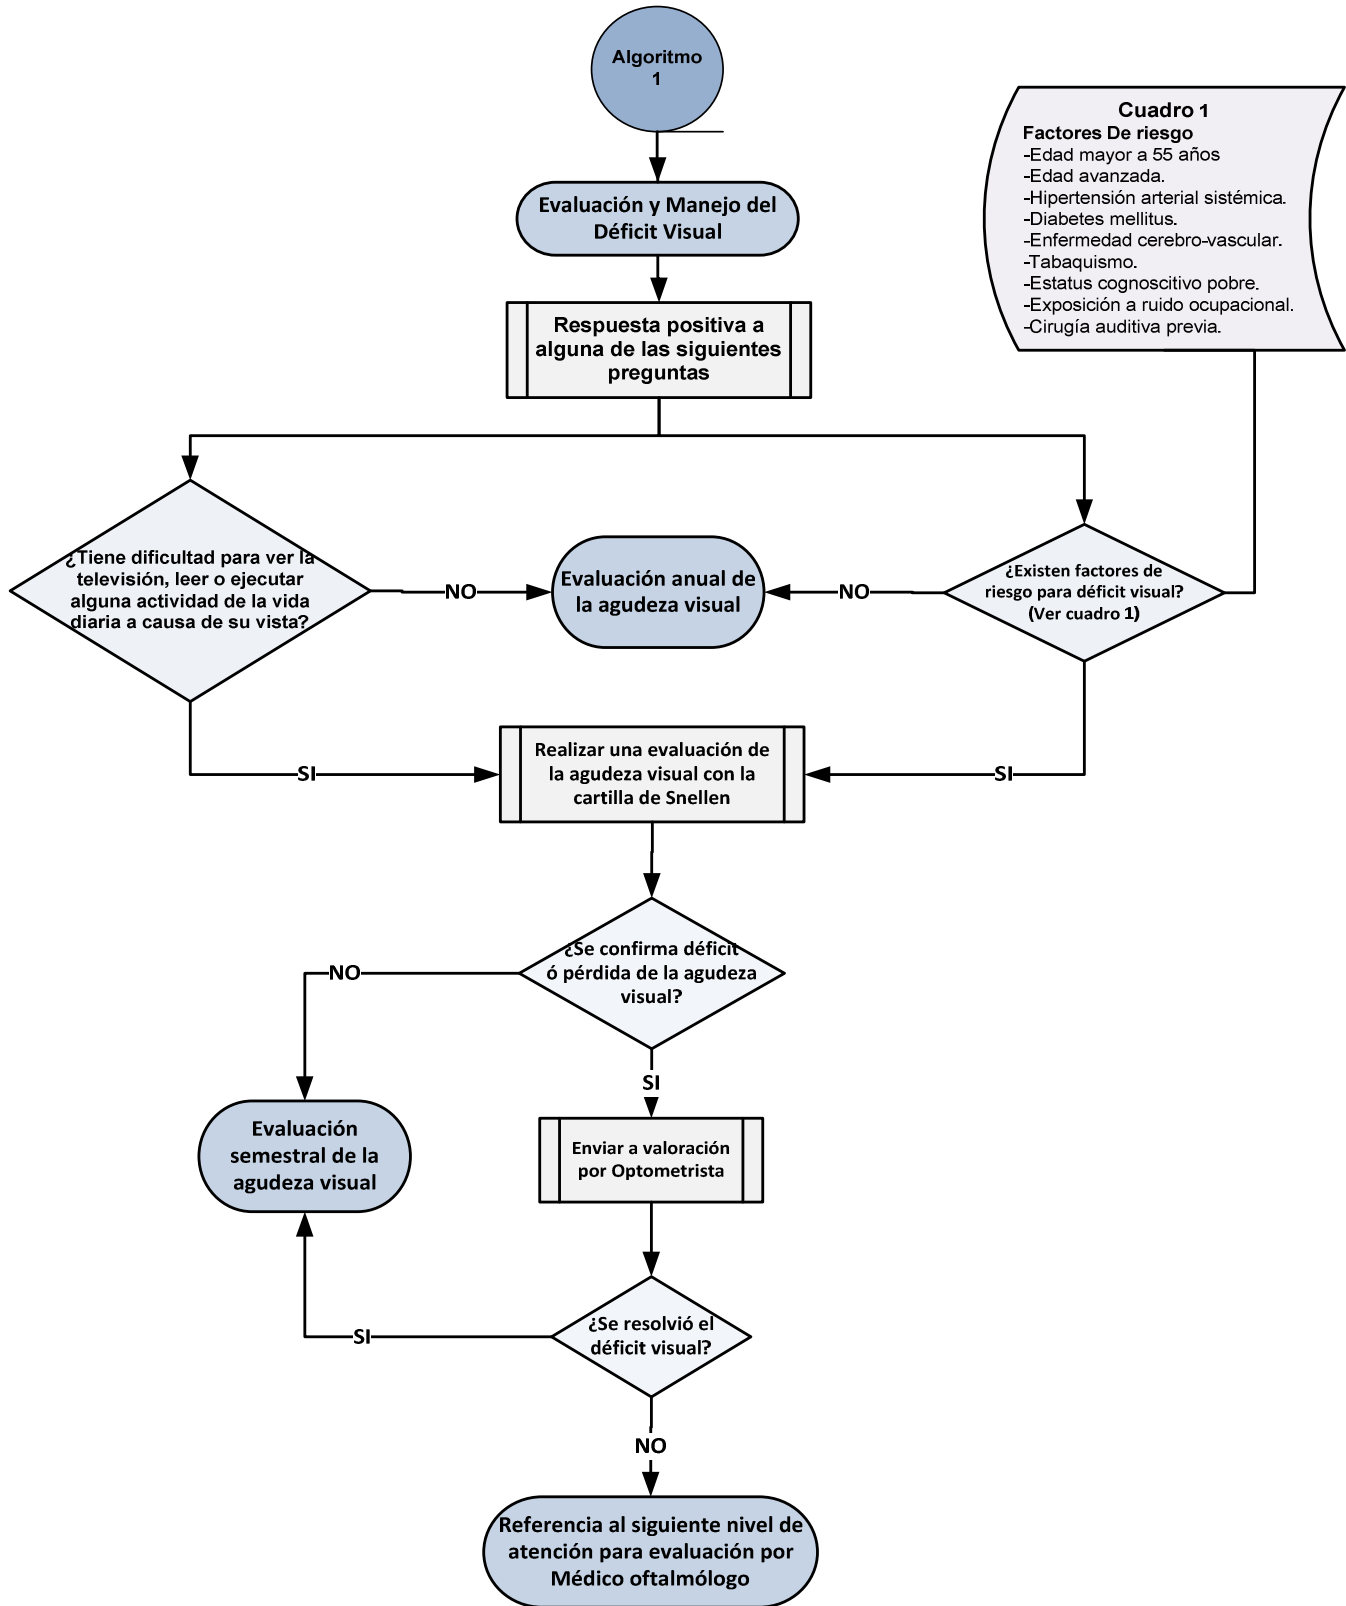 Algoritmo
1
Evaluación y Manejo del
Déficit Visual
Cuadro 1
Factores De riesgo
-Edad mayor a 55 años
-Edad avanzada.
-Hipertensión arterial sistémica.
-Diabetes mellitus.
-Enfermedad cerebro-vascular.
-Tabaquismo.
-Estatus cognoscitivo pobre.
-Exposición a ruido ocupacional.
-Cirugía auditiva previa.
Respuesta positiva a
alguna de las siguientes
preguntas
¿Tiene dificultad para ver la
televisión, leer o ejecutar
alguna actividad de la vida
diaria a causa de su vista?
NO
Evaluación anual de
la agudeza visual
NO
¿Existen factores de
riesgo para déficit visual?
(Ver cuadro 1)
SI
Realizar una evaluación de
la agudeza visual con la
cartilla de Snellen
SI
¿Se confirma déficit
ó pérdida de la agudeza
visual?
NO
SI
Evaluación
semestral de la
agudeza visual
Enviar a valoración
por Optometrista
¿Se resolvió el
déficit visual?
SI
NO
Referencia al siguiente nivel de
atención para evaluación por
Médico oftalmólogo